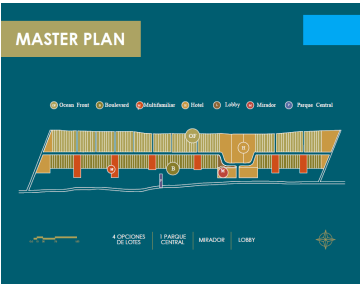 MASTER PLAN
OF Ocean Front B Boulevard Multifamiliar H Hotel L Lobby M Mirador P Parque Central
OF
H
B
4 OPCIONES
DE LOTES
1 PARQUE
CENTRAL
MIRADOR
LOBBY